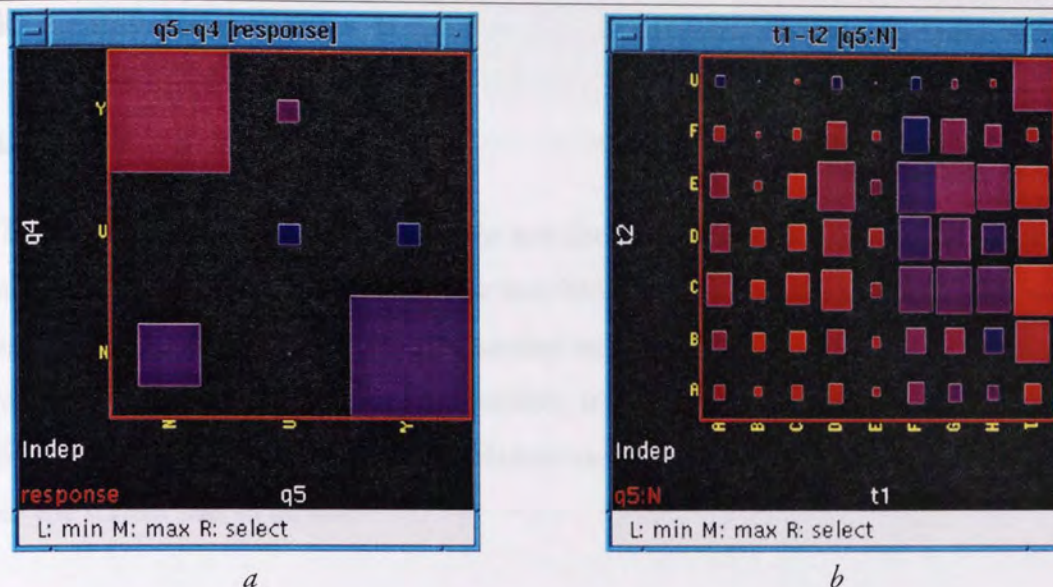 q5-q4 [response]
q4
Y
U
N
N
U
Y
Indep
response
q5
L: min M: max R: select
a
t1-t2 [q5:N]
t2
U
F
E
D
C
B
A
A
B
C
D
E
F
G
H
I
Indep
q5:N
t1
L: min M: max R: select
b